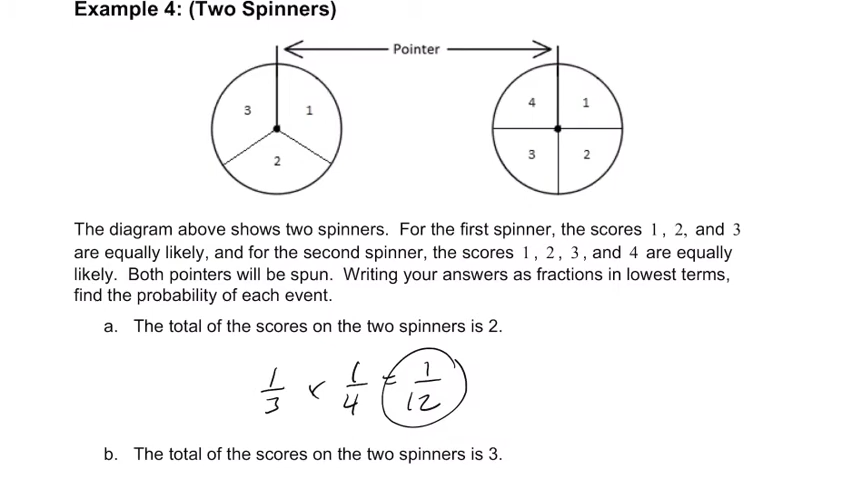 Example 4: (Two Spinners)
Pointer
3 1
2
4 1
3 2
The diagram above shows two spinners. For the first spinner, the scores 1, 2, and 3
are equally likely, and for the second spinner, the scores 1, 2, 3, and 4 are equally
likely. Both pointers will be spun. Writing your answers as fractions in lowest terms,
find the probability of each event.
a. The total of the scores on the two spinners is 2.
1/3 × 1/4 = 1/12
b. The total of the scores on the two spinners is 3.